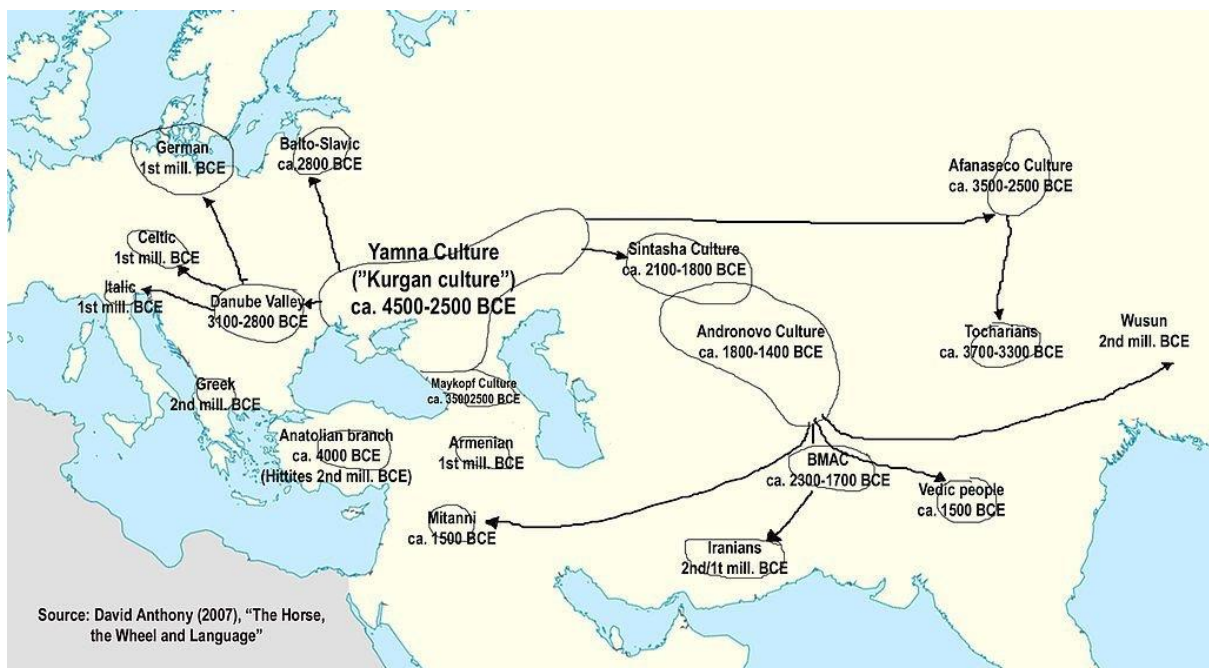 German
1st mill. BCE
Balto-Slavic
ca.2800 BCE
Afanaseco Culture
ca. 3500-2500 BCE
Celtic
1st mill. BCE
Yamna Culture
("Kurgan culture")
ca. 4500-2500 BCE
Sintasha Culture
ca. 2100-1800 BCE
Italic
1st mill. BCE
Danube Valley
3100-2800 BCE
Andronovo Culture
ca. 1800-1400 BCE
Tocharians
ca. 3700-3300 BCE
Wusun
2nd mill. BCE
Greek
2nd mill. BCE
Maykopf Culture
ca. 35002500 BCE
Anatolian branch
ca. 4000 BCE
(Hittites 2nd mill. BCE)
Armenian
1st mill. BCE
BMAC
ca. 2300-1700 BCE
Vedic people
ca. 1500 BCE
Mitanni
ca. 1500 BCE
Iranians
2nd/1t mill. BCE
Source: David Anthony (2007), "The Horse,
the Wheel and Language"